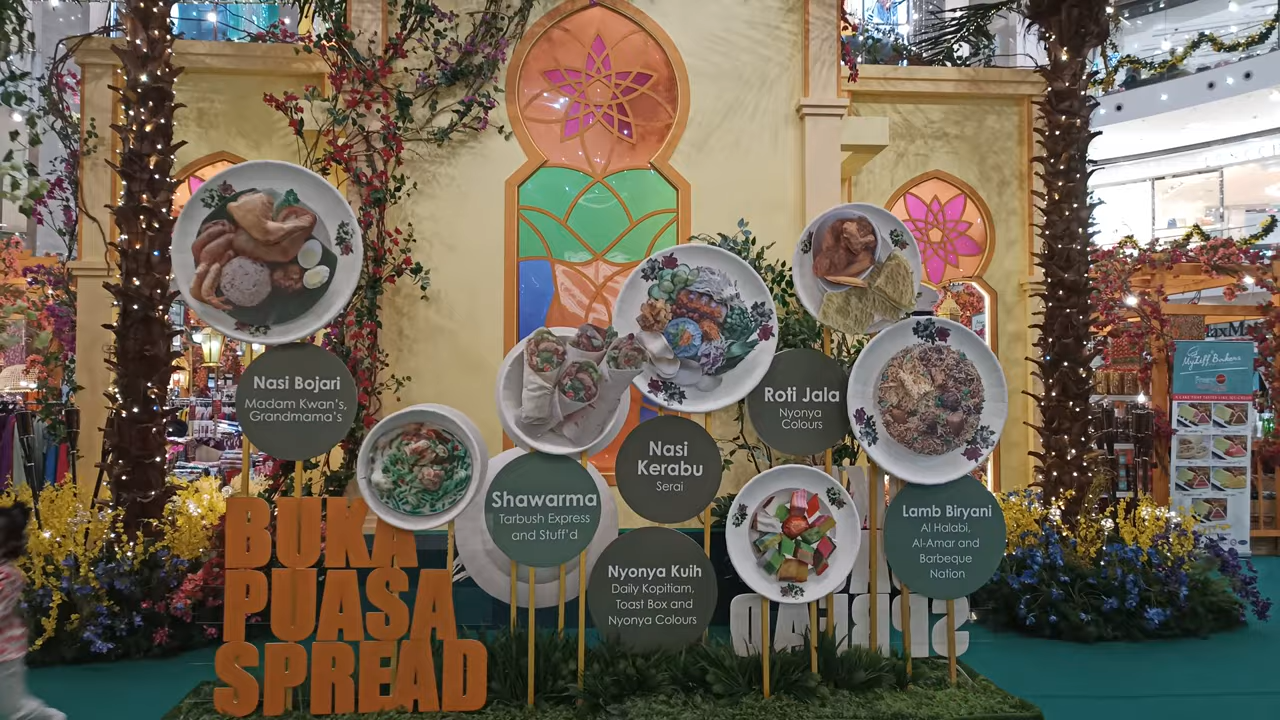 Nasi Bojari
Madam Kwan's,
Grandmama's
Shawarma
Tarbush Express
and Stuff'd
Nasi
Kerabu
Serai
Roti Jala
Nyonya
Colours
Nyonya Kuih
Daily Kopitiam,
Toast Box and
Nyonya Colours
Lamb Biryani
Al Halabi,
Al-Amar and
Barbeque
Nation
BUKA
PUASA
SPREAD
SPREAD